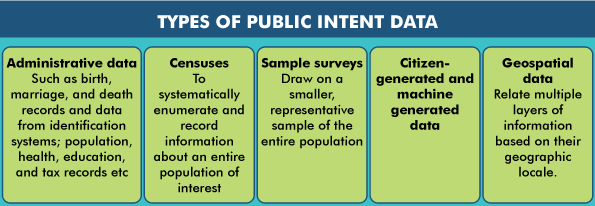 TYPES OF PUBLIC INTENT DATA
Administrative data
Such as birth,
marriage, and death
records and data
from identification
systems; population,
health, education,
and tax records etc
Censuses
To
systematically
enumerate and
record
information
about an entire
population of
interest
Sample surveys
Draw on a
smaller,
representative
sample of the
entire population
Citizen-
generated and
machine
generated
data
Geospatial
data
Relate multiple
layers of
information
based on their
geographic
locale.